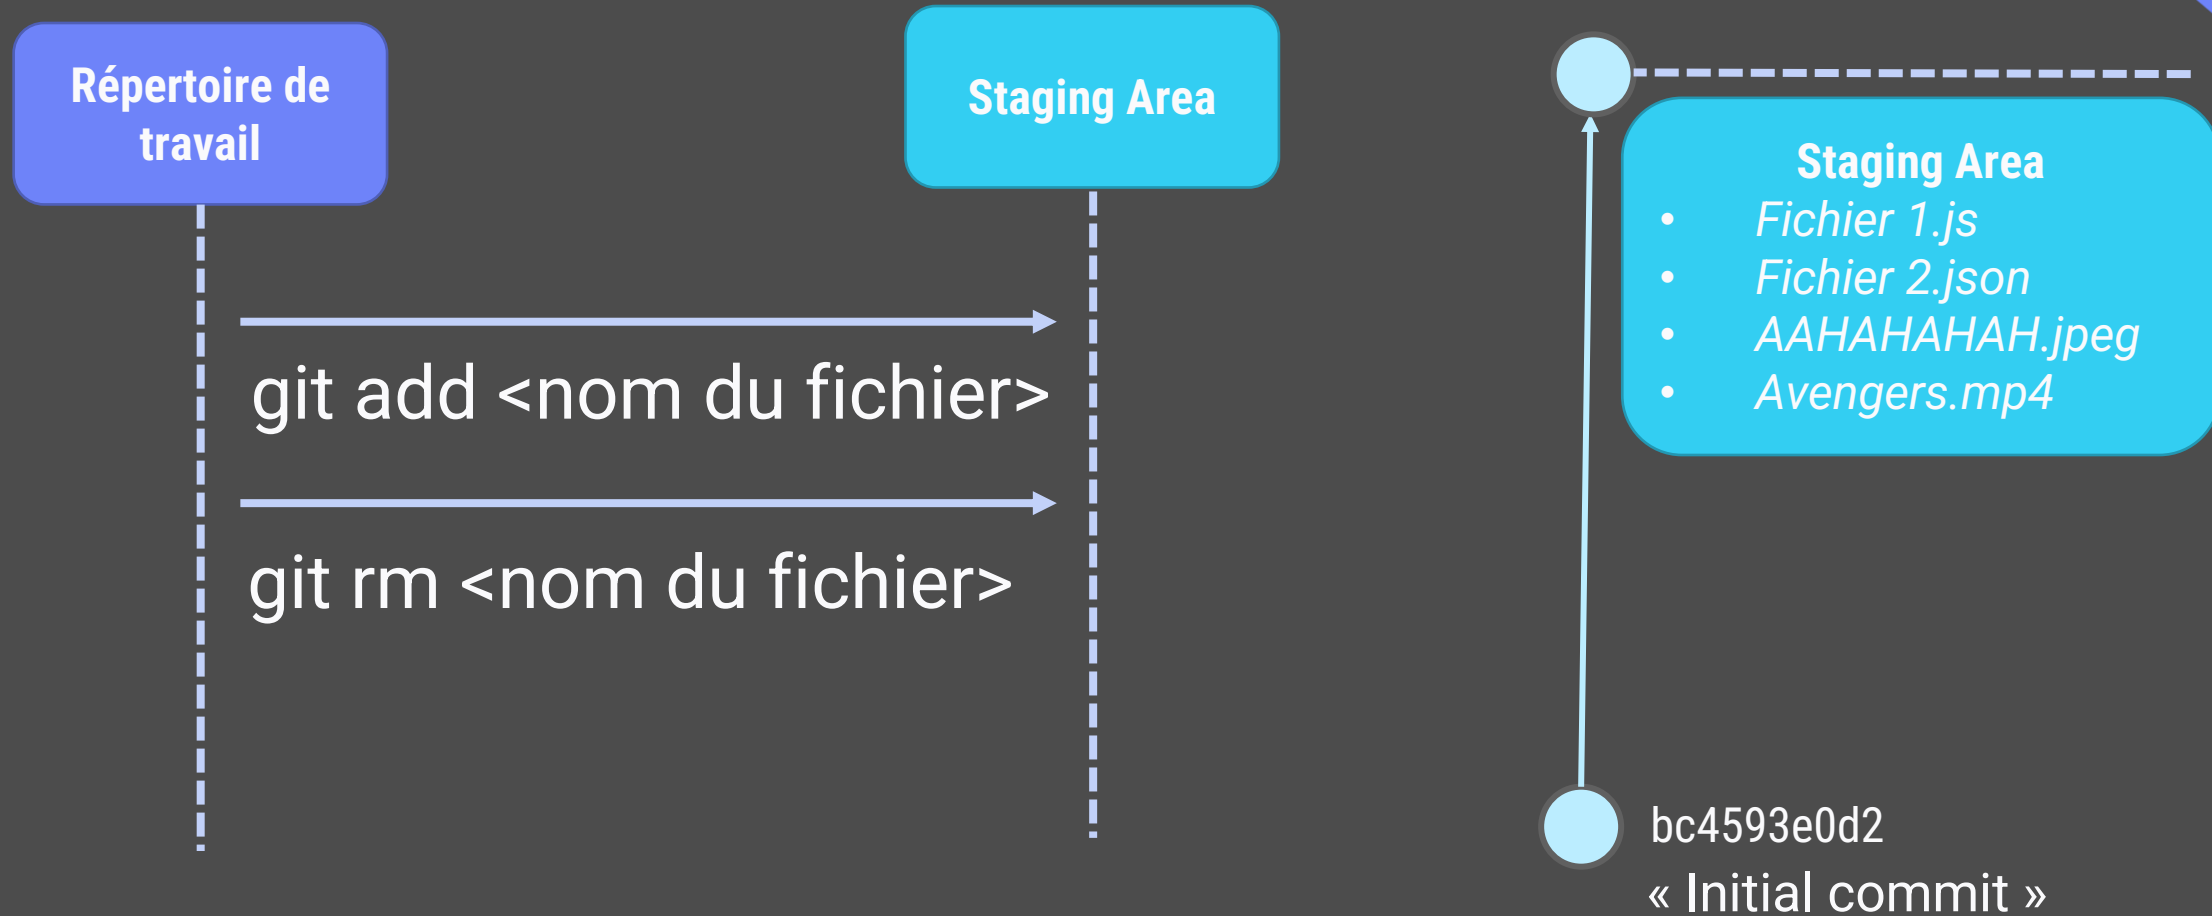 Répertoire de
travail
Staging Area
git add <nom du fichier>
git rm <nom du fichier>
Staging Area
• Fichier 1.js
• Fichier 2.json
• AAHAHAHAH.jpeg
• Avengers.mp4
bc4593e0d2
« Initial commit »